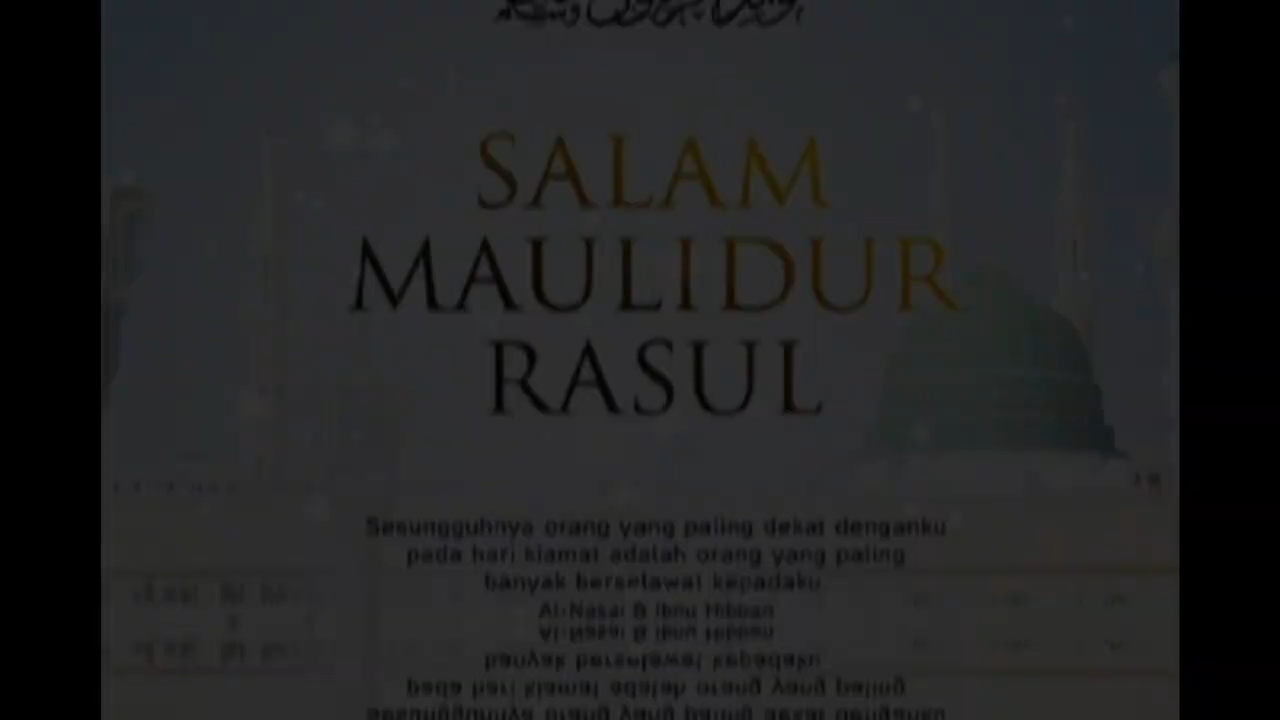 SALAM
MAULIDUR
RASUL
Sesungguhnya orang yang paling dekat denganku
pada hari kiamat adalah orang yang paling
banyak berselawat kepadaku.
Al-Nasai & Ibnu Hibban